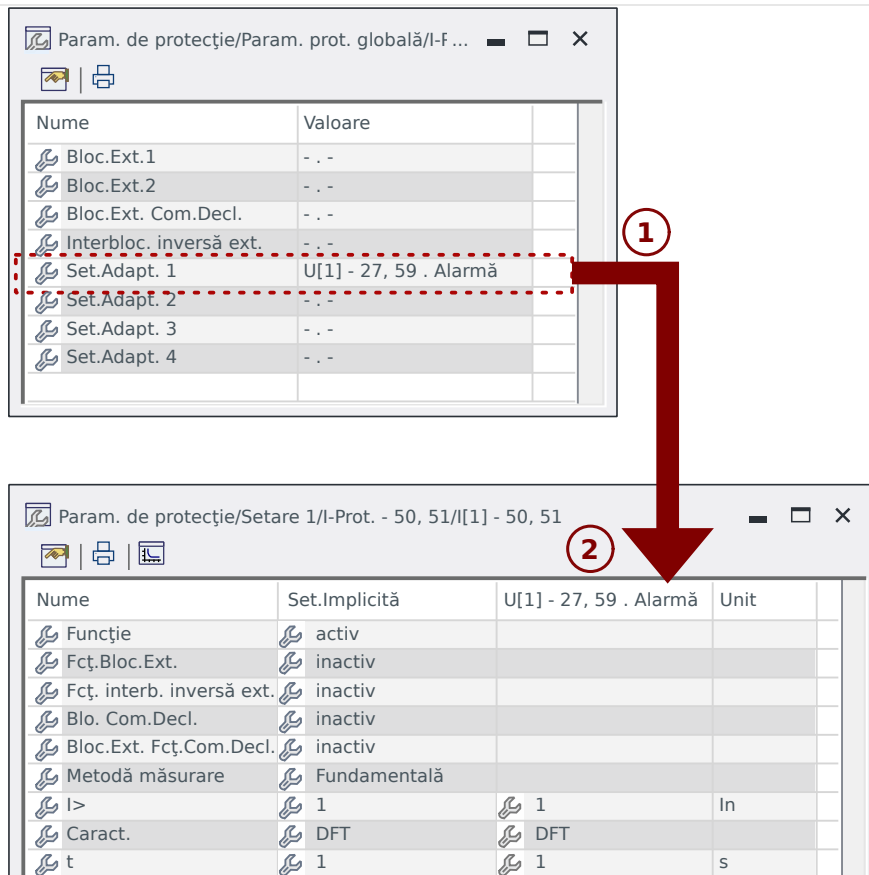 Param. de protecţie/Param. prot. globală/I-F ...
Nume Valoare
Bloc.Ext.1 - . -
Bloc.Ext.2 - . -
Bloc.Ext. Com.Decl. - . -
Interbloc. inversă ext. - . -
Set.Adapt. 1 U[1] - 27, 59 . Alarmă
Set.Adapt. 2 - . -
Set.Adapt. 3 - . -
Set.Adapt. 4 - . -
1
Param. de protecţie/Setare 1/I-Prot. - 50, 51/I[1] - 50, 51
2
Nume Set.Implicită U[1] - 27, 59 . Alarmă Unit
Funcţie activ
Fcţ.Bloc.Ext. inactiv
Fcţ. interb. inversă ext. inactiv
Blo. Com.Decl. inactiv
Bloc.Ext. Fcţ.Com.Decl. inactiv
Metodă măsurare Fundamentală
I> 1 1 In
Caract. DFT DFT
t 1 1 s